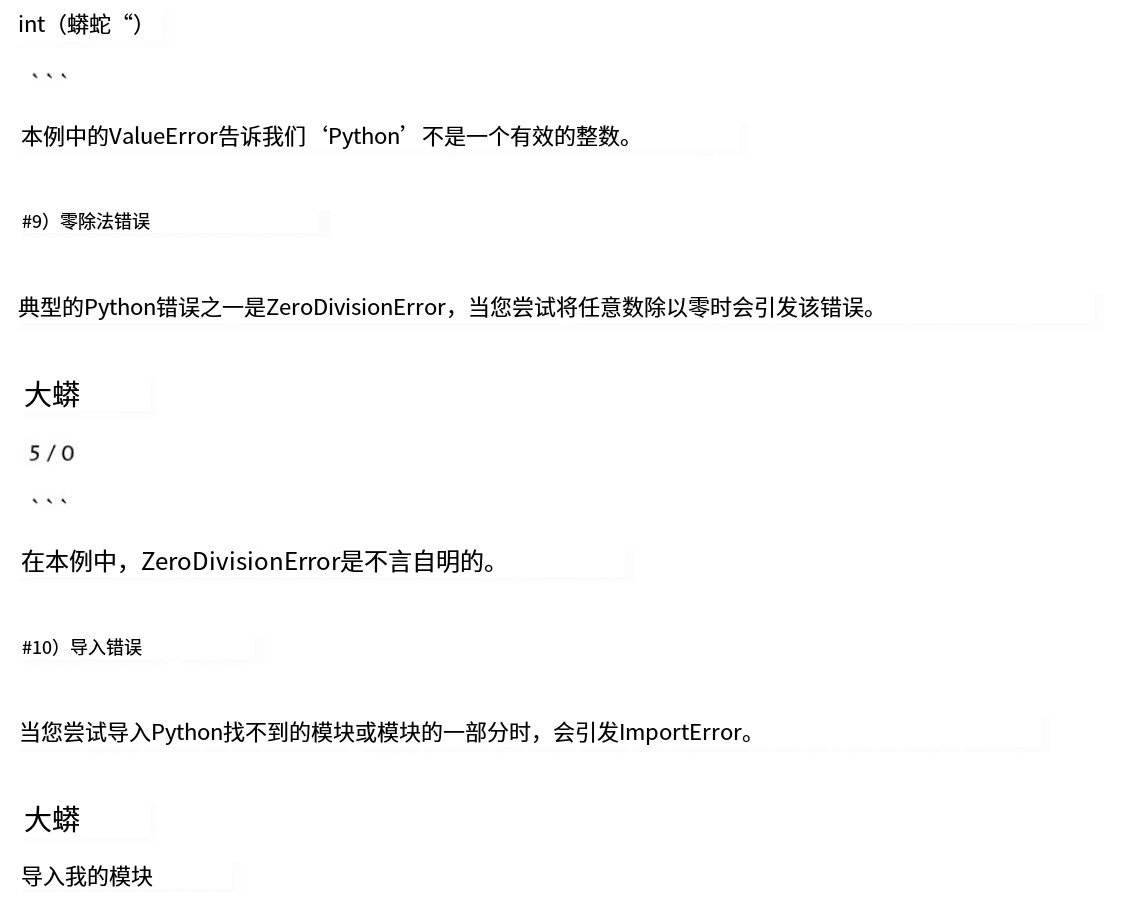 int（蟒蛇“）
```
本例中的ValueError告诉我们‘Python’不是一个有效的整数。
#9）零除法错误
典型的Python错误之一是ZeroDivisionError，当您尝试将任意数除以零时会引发该错误。
大蟒
5 / 0
```
在本例中，ZeroDivisionError是不言自明的。
#10）导入错误
当您尝试导入Python找不到的模块或模块的一部分时，会引发ImportError。
大蟒
导入我的模块